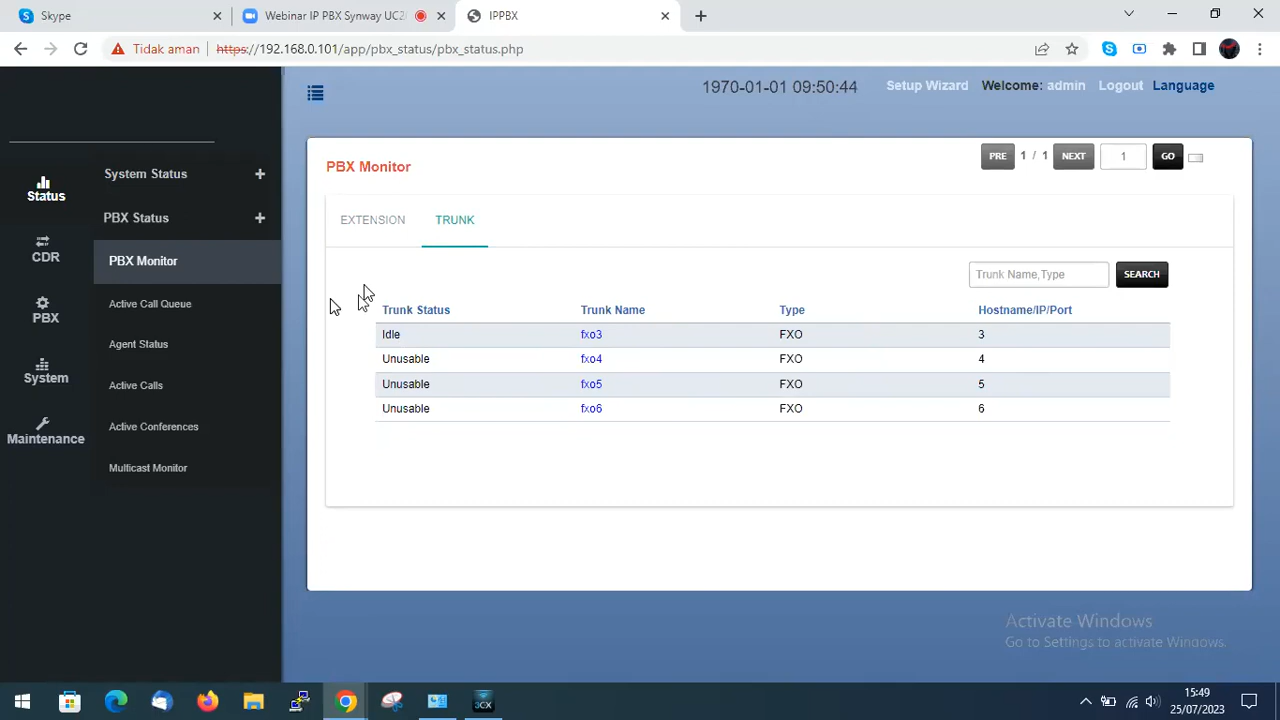 Skype
Webinar IP PBX Synway UC2
IPPBX
Tidak aman
https://192.168.0.101/app/pbx_status/pbx_status.php
1970-01-01 09:50:44
Setup Wizard
Welcome: admin
Logout
Language
Status
CDR
PBX
System
Maintenance
System Status +
PBX Status +
PBX Monitor
Active Call Queue
Agent Status
Active Calls
Active Conferences
Multicast Monitor
PBX Monitor
PRE 1 / 1 NEXT 1 GO
EXTENSION TRUNK
Trunk Name,Type SEARCH
Trunk Status Trunk Name Type Hostname/IP/Port
Idle fxo3 FXO 3
Unusable fxo4 FXO 4
Unusable fxo5 FXO 5
Unusable fxo6 FXO 6
Activate Windows
Go to Settings to activate Windows.
3CX
15:49
25/07/2023